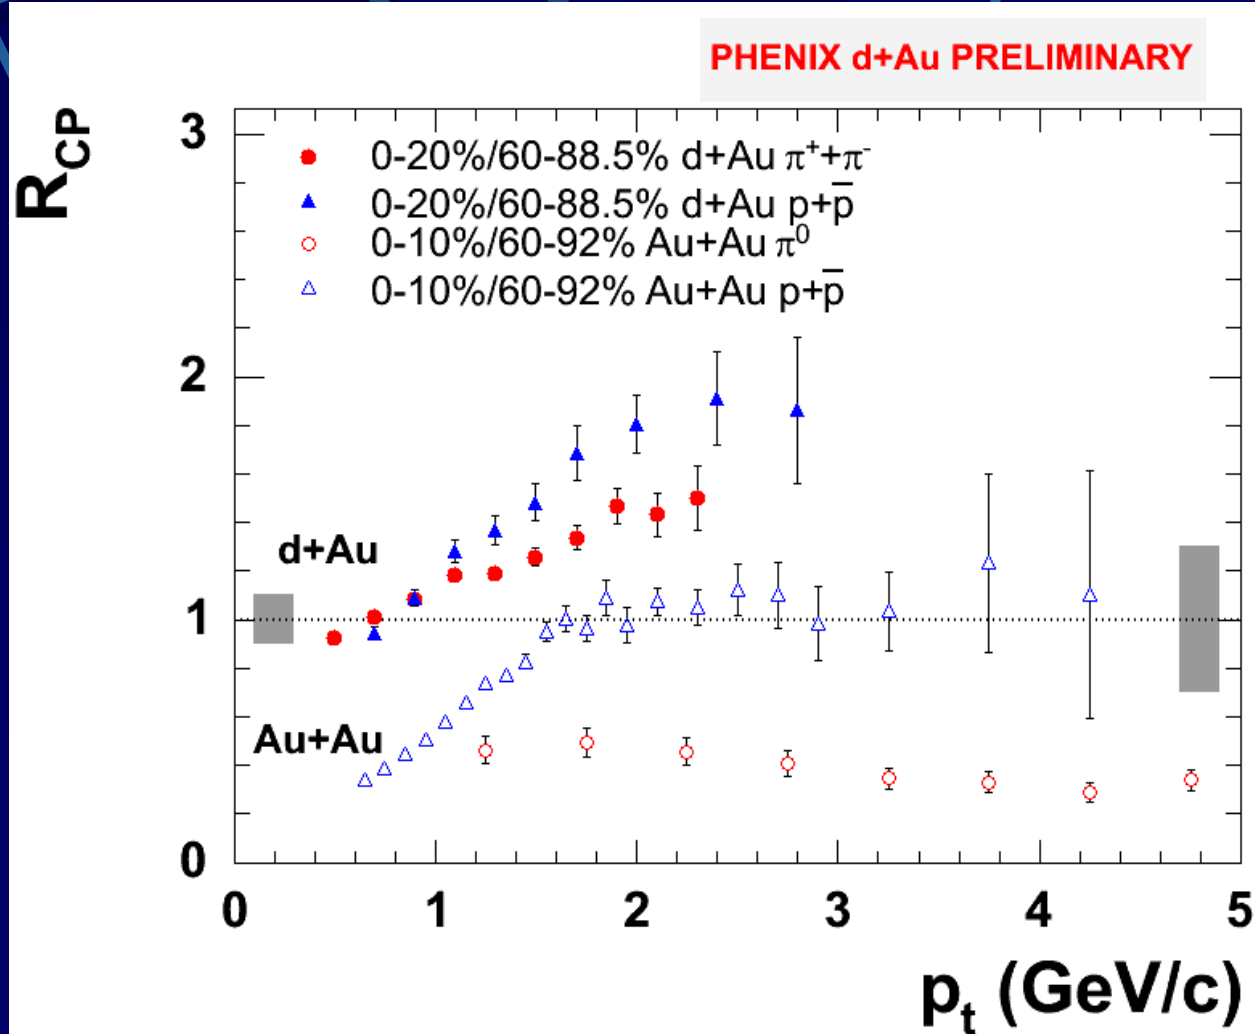 PHENIX d+Au PRELIMINARY
R_CP
3
0-20%/60-88.5% d+Au π⁺+π⁻
0-20%/60-88.5% d+Au p+p̅
0-10%/60-92% Au+Au π⁰
0-10%/60-92% Au+Au p+p̅
2
d+Au
1
Au+Au
0
0 1 2 3 4 5
p_t (GeV/c)